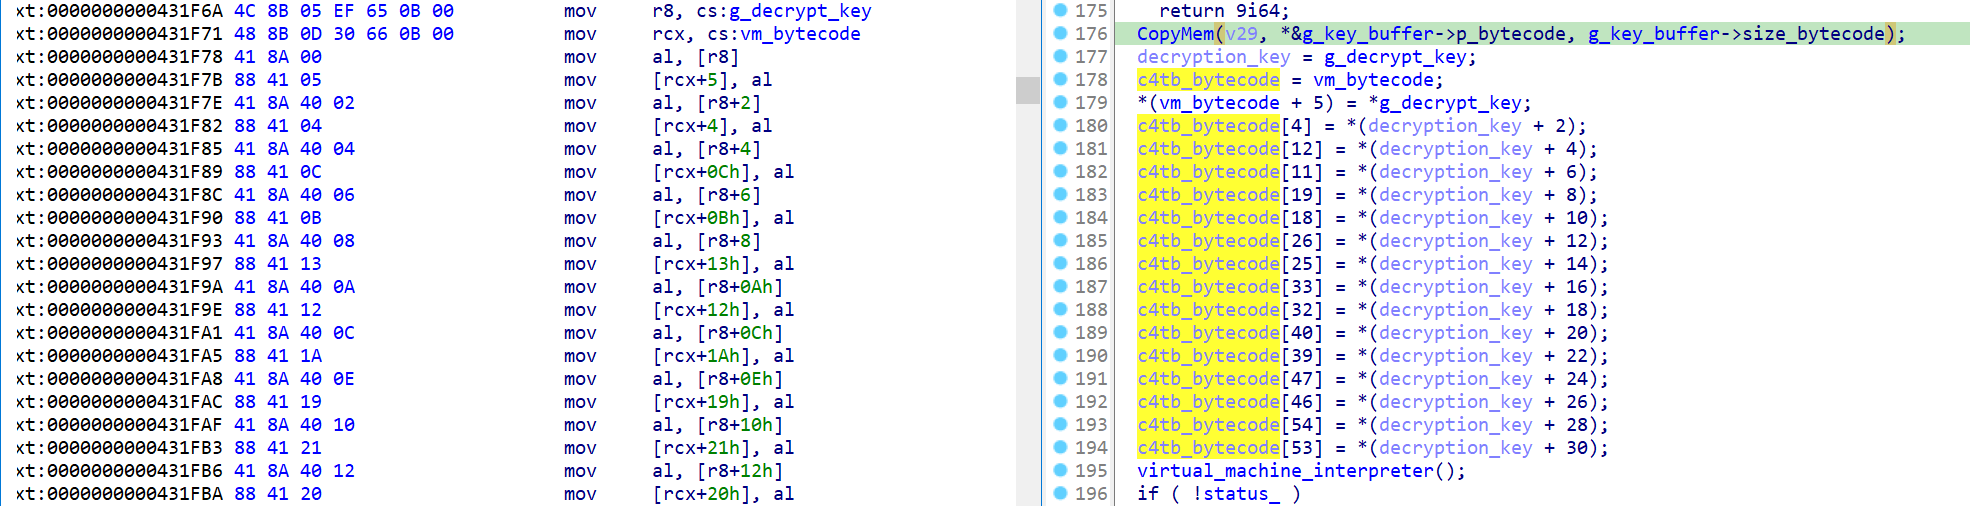 xt:0000000000431F6A 4C 8B 05 EF 65 0B 00 mov r8, cs:g_decrypt_key
xt:0000000000431F71 48 8B 0D 30 66 0B 00 mov rcx, cs:vm_bytecode
xt:0000000000431F78 41 8A 00 mov al, [r8]
xt:0000000000431F7B 88 41 05 mov [rcx+5], al
xt:0000000000431F7E 41 8A 40 02 mov al, [r8+2]
xt:0000000000431F82 88 41 04 mov [rcx+4], al
xt:0000000000431F85 41 8A 40 04 mov al, [r8+4]
xt:0000000000431F89 88 41 0C mov [rcx+0Ch], al
xt:0000000000431F8C 41 8A 40 06 mov al, [r8+6]
xt:0000000000431F90 88 41 0B mov [rcx+0Bh], al
xt:0000000000431F93 41 8A 40 08 mov al, [r8+8]
xt:0000000000431F97 88 41 13 mov [rcx+13h], al
xt:0000000000431F9A 41 8A 40 0A mov al, [r8+0Ah]
xt:0000000000431F9E 88 41 12 mov [rcx+12h], al
xt:0000000000431FA1 41 8A 40 0C mov al, [r8+0Ch]
xt:0000000000431FA5 88 41 1A mov [rcx+1Ah], al
xt:0000000000431FA8 41 8A 40 0E mov al, [r8+0Eh]
xt:0000000000431FAC 88 41 19 mov [rcx+19h], al
xt:0000000000431FAF 41 8A 40 10 mov al, [r8+10h]
xt:0000000000431FB3 88 41 21 mov [rcx+21h], al
xt:0000000000431FB6 41 8A 40 12 mov al, [r8+12h]
xt:0000000000431FBA 88 41 20 mov [rcx+20h], al
175 return 9i64;
176 CopyMem(v29, *&g_key_buffer->p_bytecode, g_key_buffer->size_bytecode);
177 decryption_key = g_decrypt_key;
178 c4tb_bytecode = vm_bytecode;
179 *(vm_bytecode + 5) = *g_decrypt_key;
180 c4tb_bytecode[4] = *(decryption_key + 2);
181 c4tb_bytecode[12] = *(decryption_key + 4);
182 c4tb_bytecode[11] = *(decryption_key + 6);
183 c4tb_bytecode[19] = *(decryption_key + 8);
184 c4tb_bytecode[18] = *(decryption_key + 10);
185 c4tb_bytecode[26] = *(decryption_key + 12);
186 c4tb_bytecode[25] = *(decryption_key + 14);
187 c4tb_bytecode[33] = *(decryption_key + 16);
188 c4tb_bytecode[32] = *(decryption_key + 18);
189 c4tb_bytecode[40] = *(decryption_key + 20);
190 c4tb_bytecode[39] = *(decryption_key + 22);
191 c4tb_bytecode[47] = *(decryption_key + 24);
192 c4tb_bytecode[46] = *(decryption_key + 26);
193 c4tb_bytecode[54] = *(decryption_key + 28);
194 c4tb_bytecode[53] = *(decryption_key + 30);
195 virtual_machine_interpreter();
196 if ( !status_ )